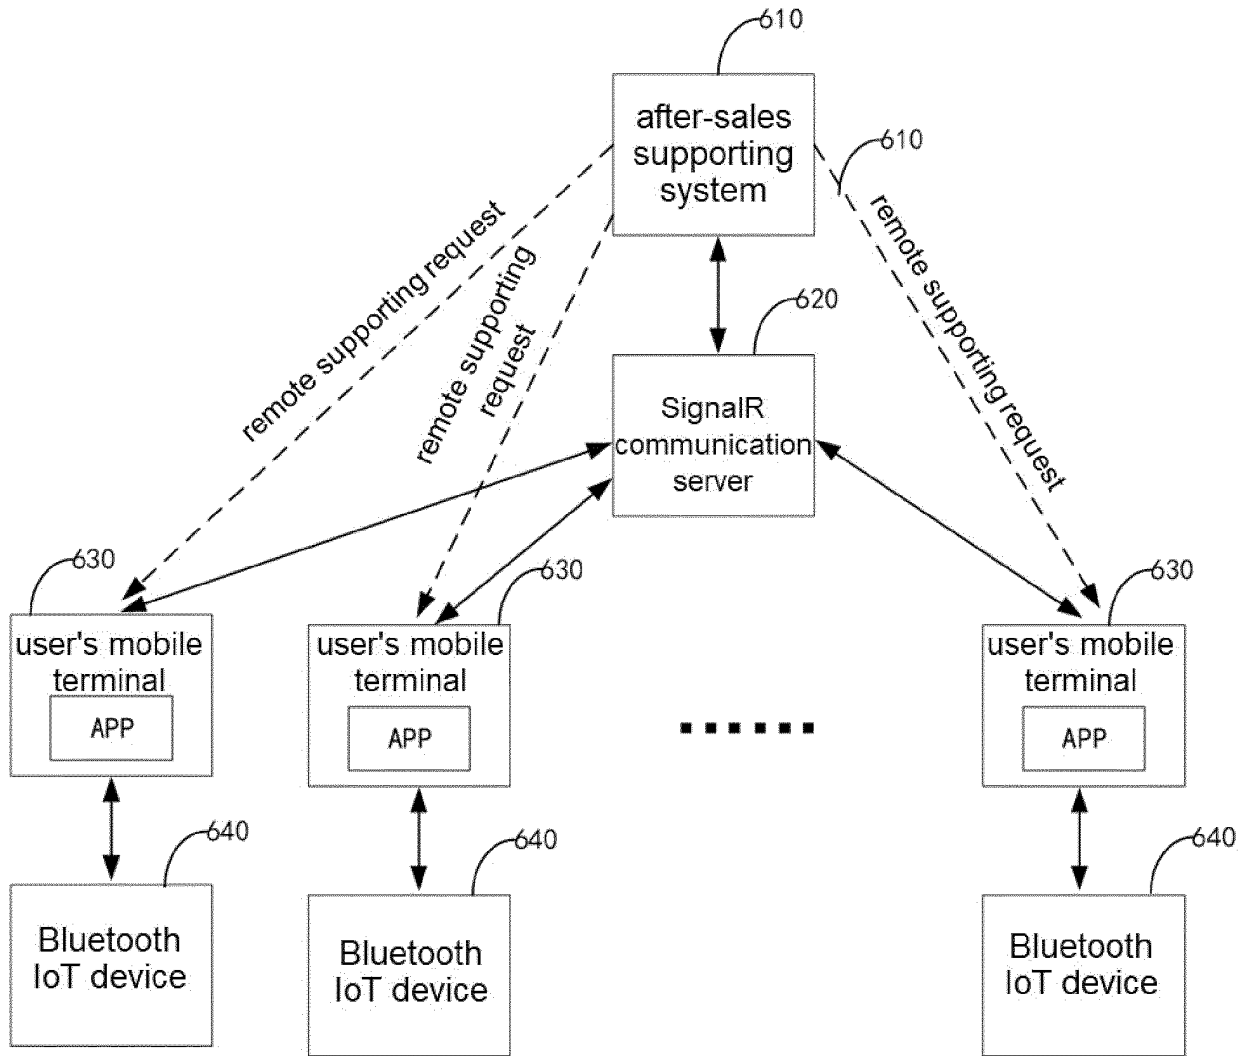 610
after-sales
supporting
system
610
remote supporting request
remote supporting
request
remote supporting request
620
SignalR
communication
server
630
user's mobile
terminal
APP
630
user's mobile
terminal
APP
630
user's mobile
terminal
APP
640
Bluetooth
IoT device
640
Bluetooth
IoT device
640
Bluetooth
IoT device